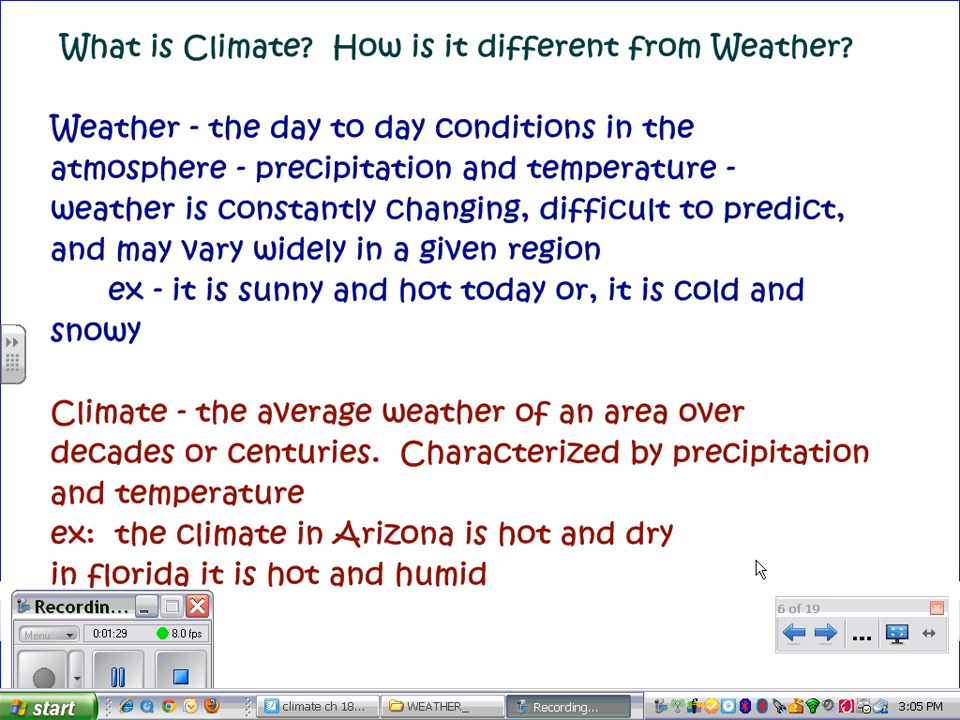 What is Climate? How is it different from Weather?
Weather - the day to day conditions in the
atmosphere - precipitation and temperature -
weather is constantly changing, difficult to predict,
and may vary widely in a given region
ex - it is sunny and hot today or, it is cold and
snowy
Climate - the average weather of an area over
decades or centuries. Characterized by precipitation
and temperature
ex: the climate in Arizona is hot and dry
in florida it is hot and humid
Recordin...
Menu
0:01:29
8.0 fps
6 of 19
...
start
climate ch 18...
WEATHER_
Recording...
3:05 PM